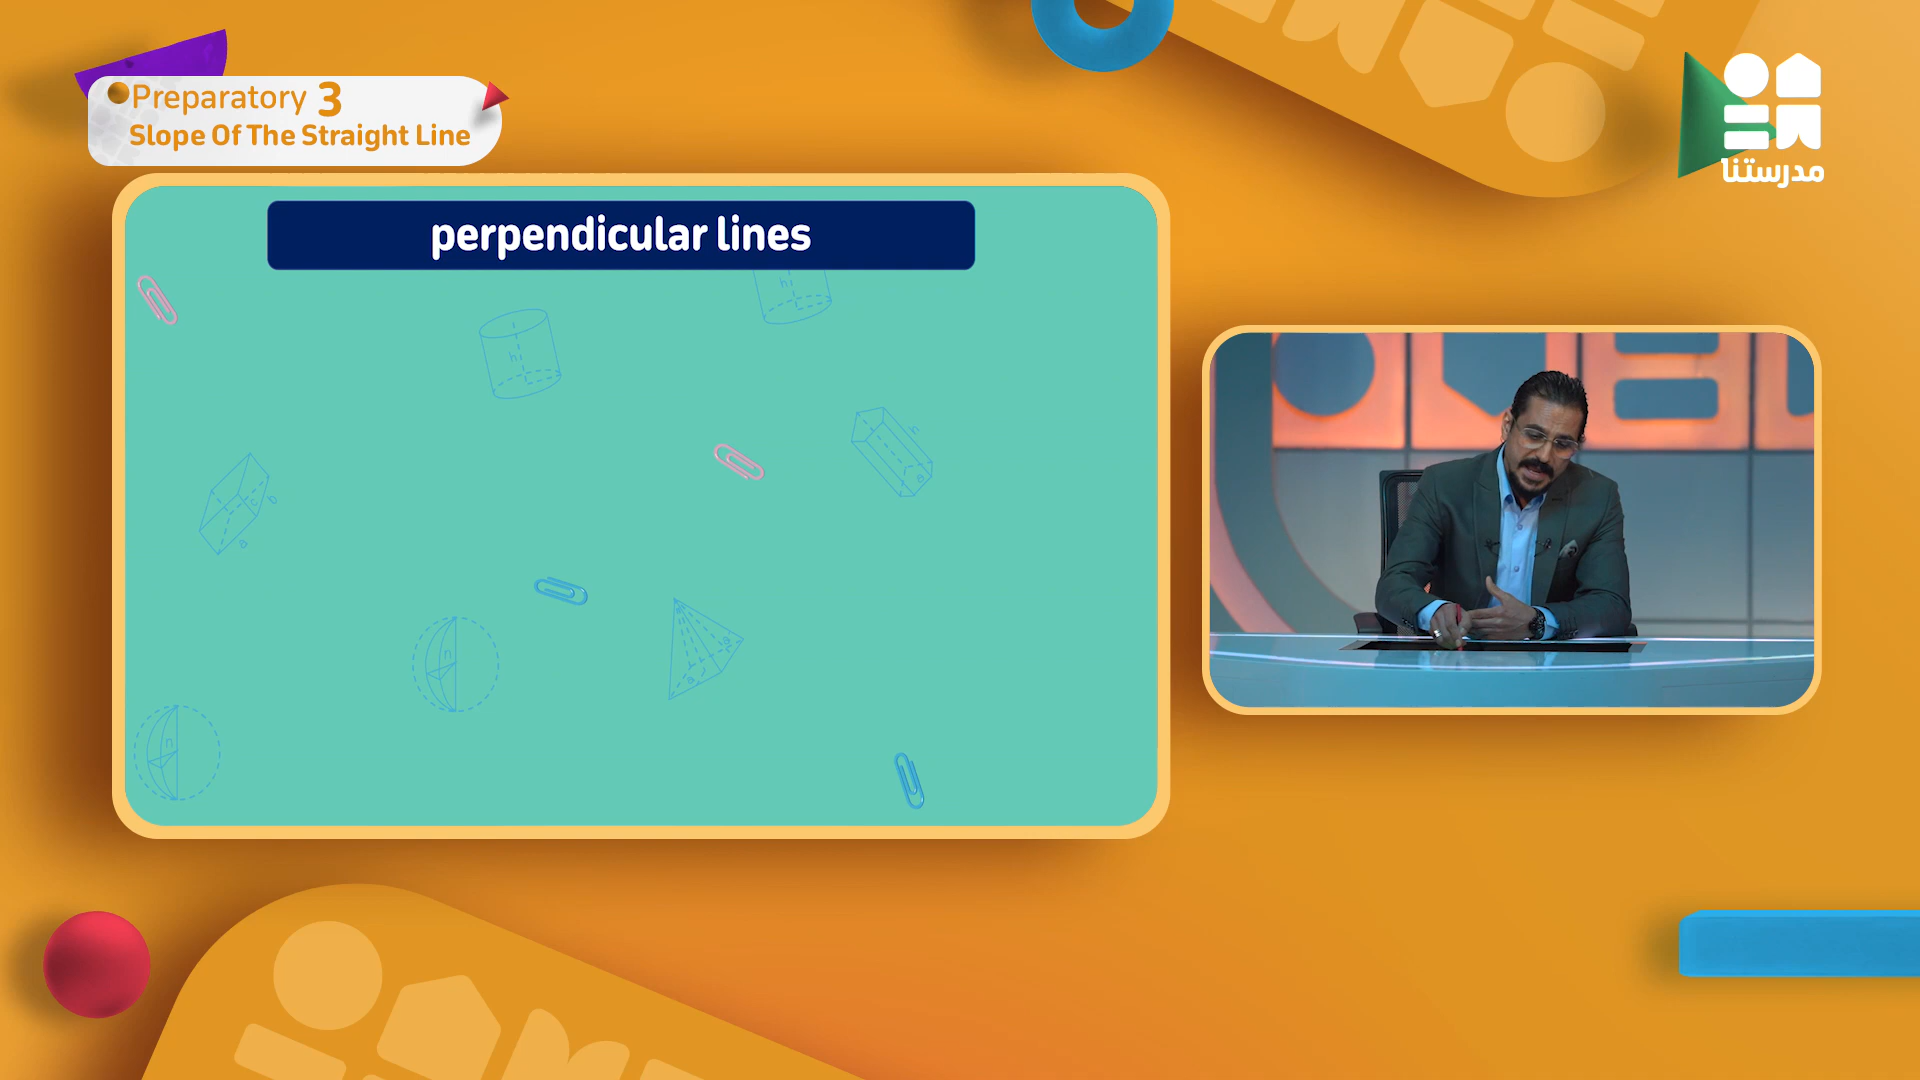 Preparatory 3
Slope Of The Straight Line
مدرستنا
perpendicular lines
h
h
h
a
b
a
n
n